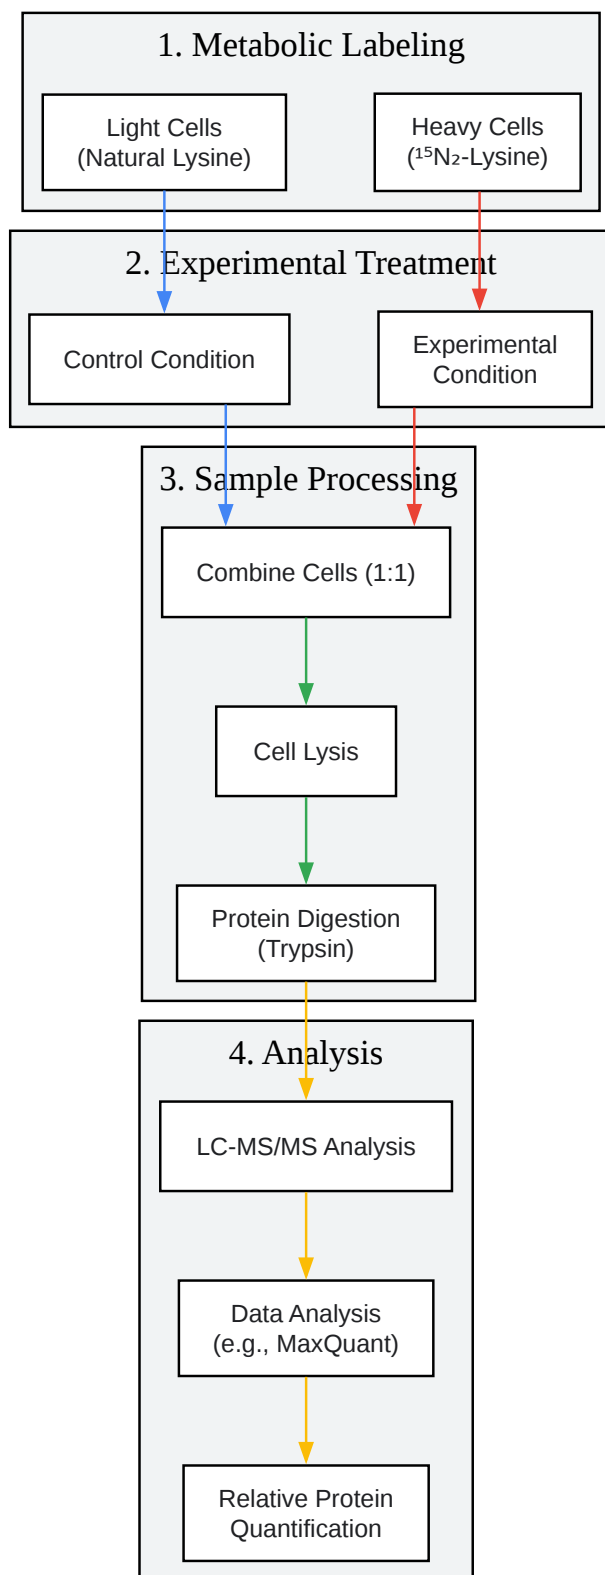 1. Metabolic Labeling
Light Cells
(Natural Lysine)
Heavy Cells
(¹⁵N₂-Lysine)
2. Experimental Treatment
Control Condition
Experimental
Condition
3. Sample Processing
Combine Cells (1:1)
Cell Lysis
Protein Digestion
(Trypsin)
4. Analysis
LC-MS/MS Analysis
Data Analysis
(e.g., MaxQuant)
Relative Protein
Quantification